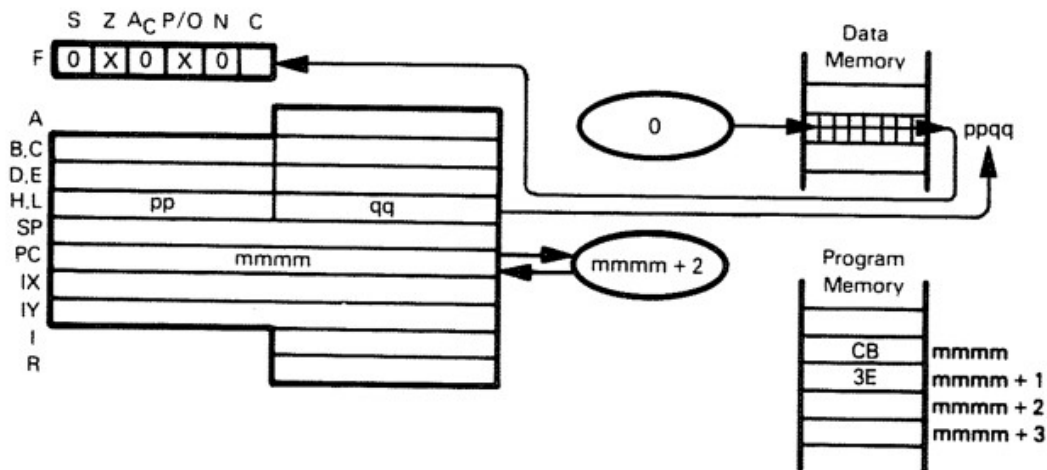 S Z AC P/O N C
F 0 X 0 X 0
Data
Memory
0
ppqq
A
B,C
D,E
H,L pp qq
SP
PC mmmm
mmmm + 2
IX
IY
I
R
Program
Memory
CB mmmm
3E mmmm + 1
mmmm + 2
mmmm + 3